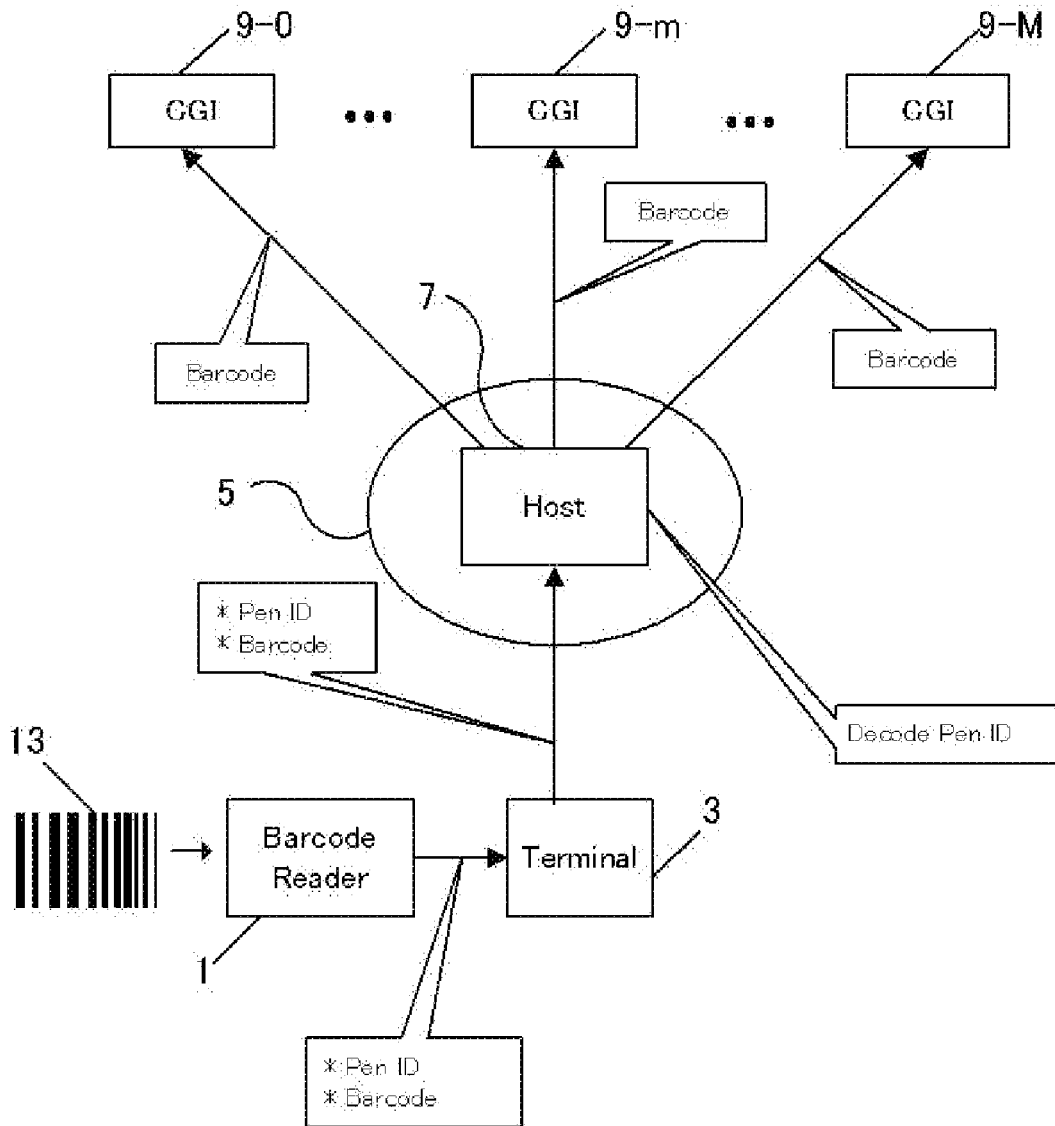 9-0
9-m
9-M
CGI
CGI
CGI
Barcode
Barcode
Barcode
7
5
Host
* Pen ID
* Barcode
Decode Pen ID
13
Barcode
Reader
Terminal
3
1
* Pen ID
* Barcode